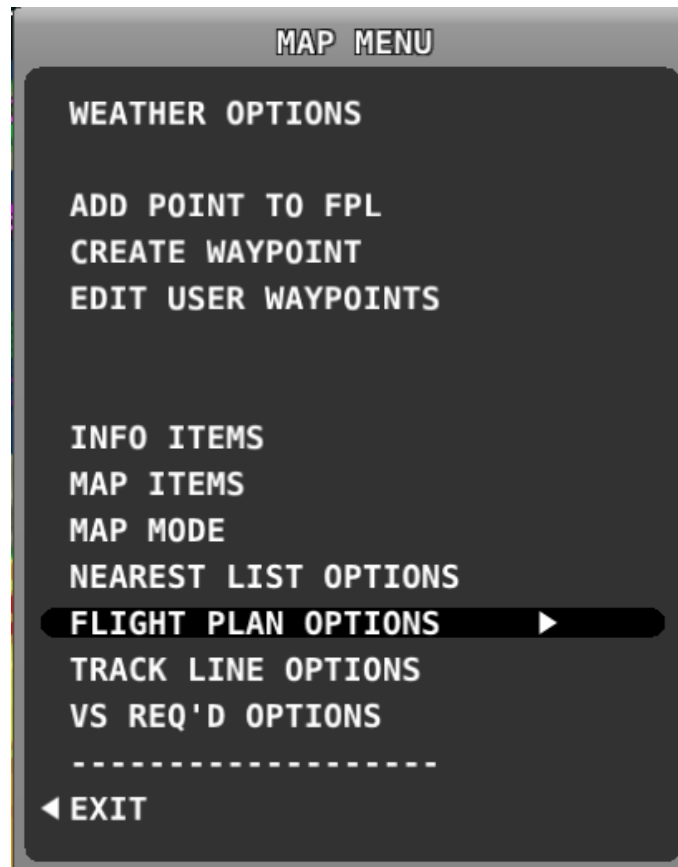 MAP MENU
WEATHER OPTIONS
ADD POINT TO FPL
CREATE WAYPOINT
EDIT USER WAYPOINTS
INFO ITEMS
MAP ITEMS
MAP MODE
NEAREST LIST OPTIONS
FLIGHT PLAN OPTIONS
TRACK LINE OPTIONS
VS REQ'D OPTIONS
-------------------
EXIT